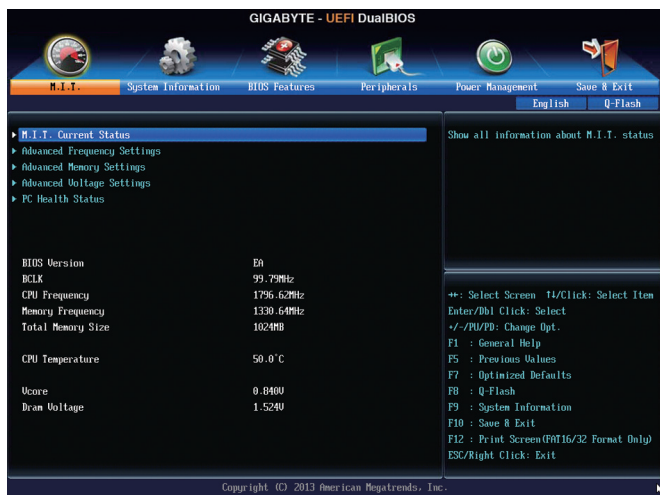 GIGABYTE - UEFI DualBIOS
M.I.T. System Information BIOS Features Peripherals Power Management Save & Exit
English Q-Flash
M.I.T. Current Status
Advanced Frequency Settings
Advanced Memory Settings
Advanced Voltage Settings
PC Health Status
BIOS Version EA
BCLK 99.79MHz
CPU Frequency 1796.62MHz
Memory Frequency 1330.64MHz
Total Memory Size 1024MB
CPU Temperature 50.0°C
Vcore 0.840V
Dram Voltage 1.524V
Show all information about M.I.T. status
→←: Select Screen ↑↓/Click: Select Item
Enter/Dbl Click: Select
+/-/PU/PD: Change Opt.
F1 : General Help
F5 : Previous Values
F7 : Optimized Defaults
F8 : Q-Flash
F9 : System Information
F10 : Save & Exit
F12 : Print Screen(FAT16/32 Format Only)
ESC/Right Click: Exit
Copyright (C) 2013 American Megatrends, Inc.